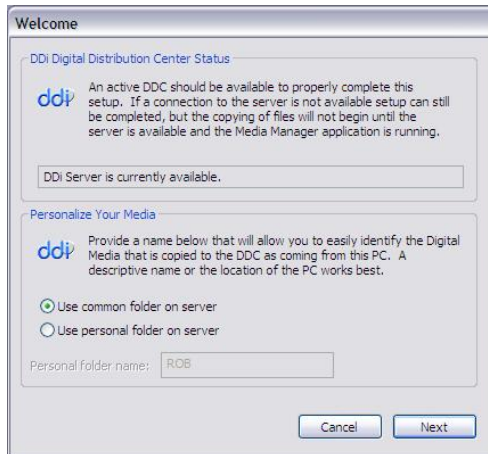 Welcome
DDi Digital Distribution Center Status
ddi
An active DDC should be available to properly complete this
setup. If a connection to the server is not available setup can still
be completed, but the copying of files will not begin until the
server is available and the Media Manager application is running.
DDi Server is currently available.
Personalize Your Media
ddi
Provide a name below that will allow you to easily identify the Digital
Media that is copied to the DDC as coming from this PC. A
descriptive name or the location of the PC works best.
Use common folder on server
Use personal folder on server
Personal folder name: ROB
Cancel Next